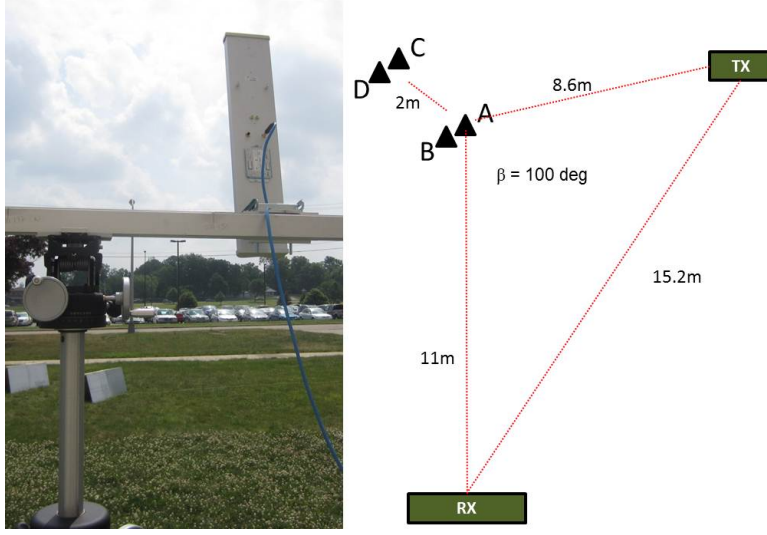 C
TX
D
8.6m
2m
A
B
β = 100 deg
15.2m
11m
RX